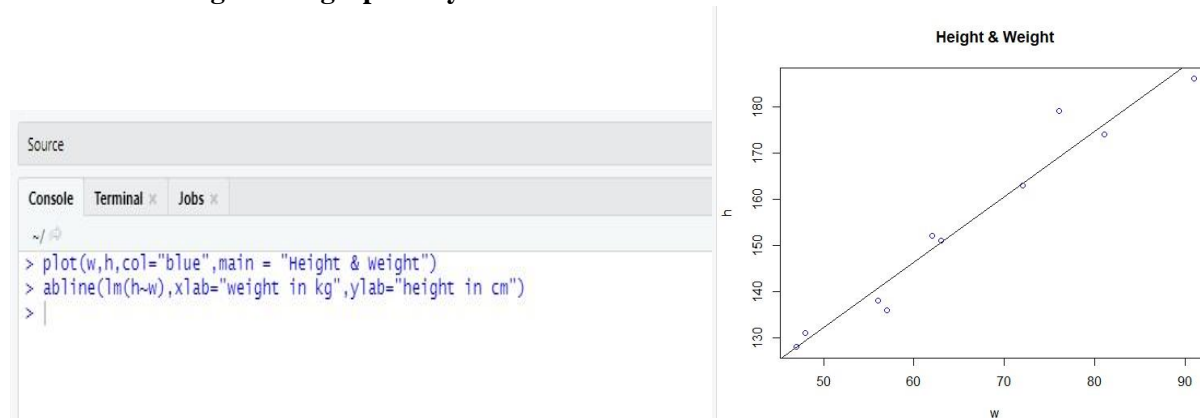 Source
Console Terminal × Jobs ×
~/
> plot(w,h,col="blue",main = "Height & Weight")
> abline(lm(h~w),xlab="weight in kg",ylab="height in cm")
>
Height & Weight
180
170
160
150
140
130
h
50 60 70 80 90
w